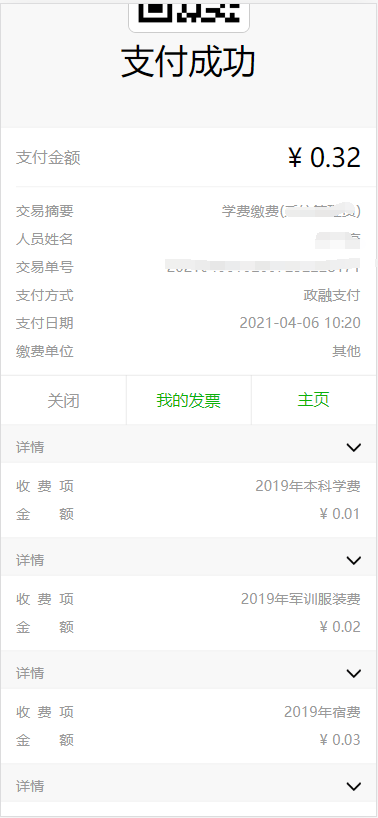 支付成功
支付金额 ¥ 0.32
交易摘要 学费缴费(
人员姓名
交易单号
支付方式 政融支付
支付日期 2021-04-06 10:20
缴费单位 其他
关闭 我的发票 主页
详情
收 费 项 2019年本科学费
金 额 ¥ 0.01
详情
收 费 项 2019年军训服装费
金 额 ¥ 0.02
详情
收 费 项 2019年宿费
金 额 ¥ 0.03
详情